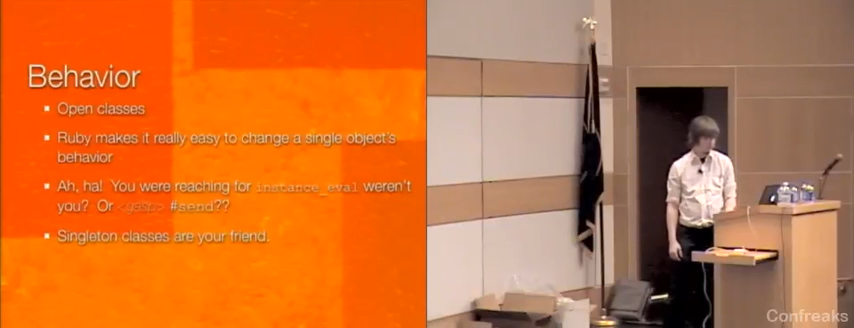 Behavior
Open classes
Ruby makes it really easy to change a single object's
behavior
Ah, ha! You were reaching for instance_eval weren't
you? Or <gasp> #send??
Singleton classes are your friend.
Confreaks